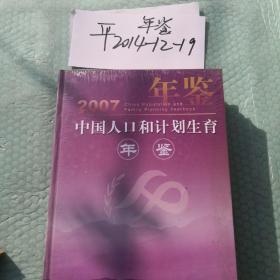 年鉴
平2014-12-19
年鉴
2007
China Population and
Family Planning Yearbook
中国人口和计划生育
年鉴